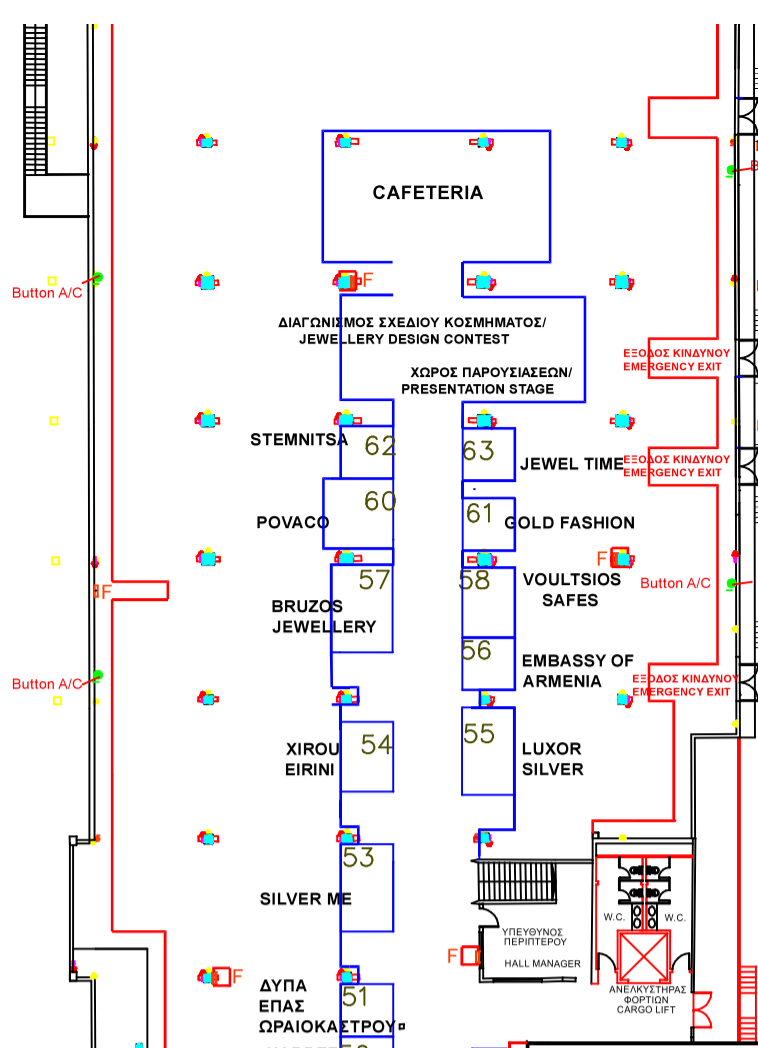 CAFETERIA
Button A/C
F
ΔΙΑΓΩΝΙΣΜΟΣ ΣΧΕΔΙΟΥ ΚΟΣΜΗΜΑΤΟΣ/
JEWELLERY DESIGN CONTEST
ΧΩΡΟΣ ΠΑΡΟΥΣΙΑΣΕΩΝ/
PRESENTATION STAGE
ΕΞΟΔΟΣ ΚΙΝΔΥΝΟΥ
EMERGENCY EXIT
STEMNITSA
62
63
JEWEL TIME
ΕΞΟΔΟΣ ΚΙΝΔΥΝΟΥ
EMERGENCY EXIT
60
POVACO
61
GOLD FASHION
F
57
58
VOULTSIOS
SAFES
Button A/C
F
BRUZOS
JEWELLERY
56
EMBASSY OF
ARMENIA
Button A/C
ΕΞΟΔΟΣ ΚΙΝΔΥΝΟΥ
EMERGENCY EXIT
XIROU
EIRINI
54
55
LUXOR
SILVER
53
SILVER ME
W.C.
W.C.
ΥΠΕΥΘΥΝΟΣ
ΠΕΡΙΠΤΕΡΟΥ
HALL MANAGER
F
F
ΔΥΠΑ
ΕΠΑΣ
ΩΡΑΙΟΚΑΣΤΡΟΥ
51
ΑΝΕΛΚΥΣΤΗΡΑΣ
ΦΟΡΤΙΩΝ
CARGO LIFT